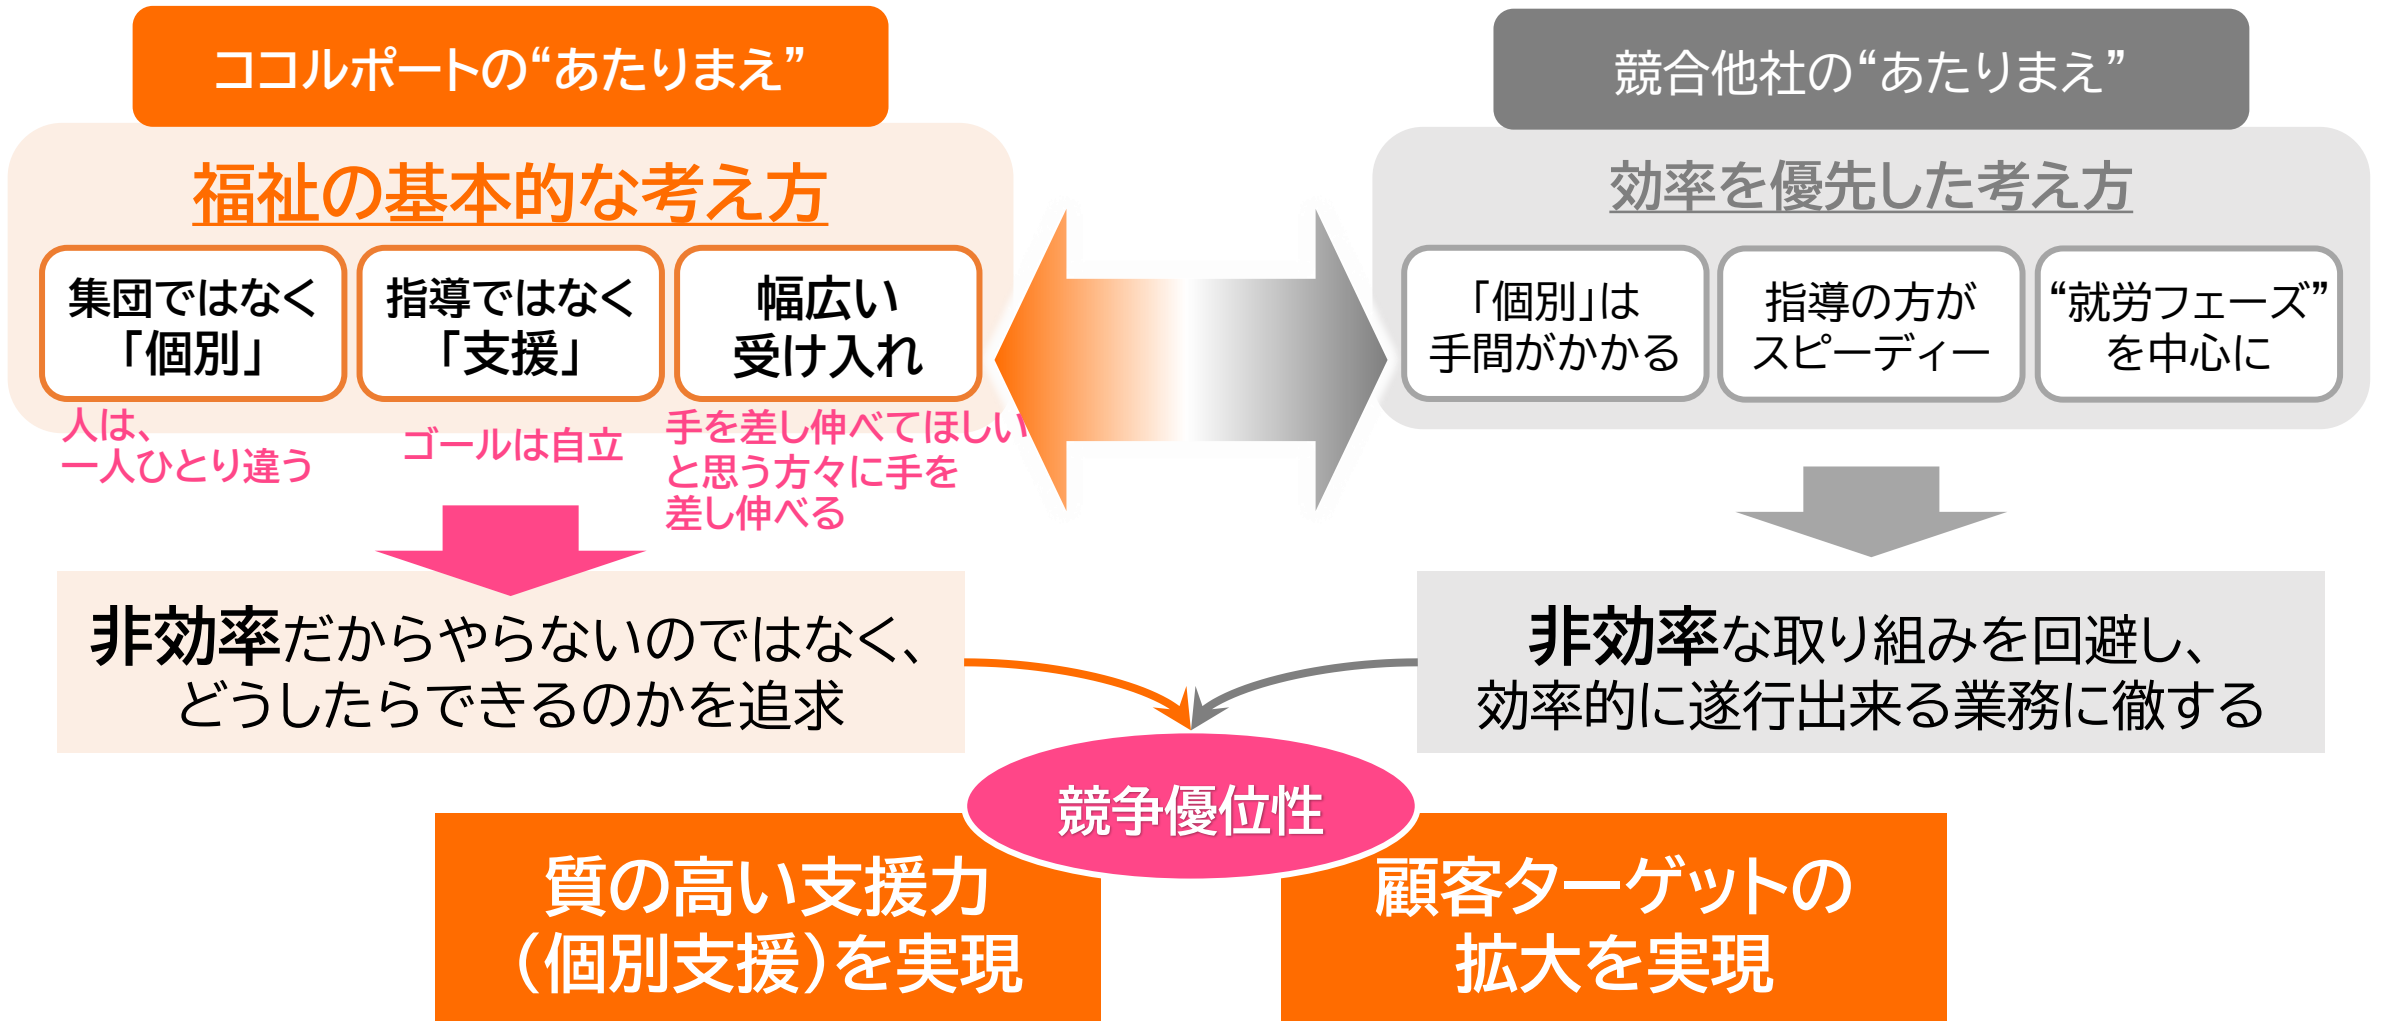 ココルポートの“あたりまえ”
福祉の基本的な考え方
集団ではなく
「個別」
指導ではなく
「支援」
幅広い
受け入れ
人は、
一人ひとり違う
ゴールは自立
手を差し伸べてほしい
と思う方々に手を
差し伸べる
非効率だからやらないのではなく、
どうしたらできるのかを追求
競合他社の“あたりまえ”
効率を優先した考え方
「個別」は
手間がかかる
指導の方が
スピーディー
“就労フェーズ”
を中心に
非効率な取り組みを回避し、
効率的に遂行出来る業務に徹する
競争優位性
質の高い支援力
（個別支援）を実現
顧客ターゲットの
拡大を実現